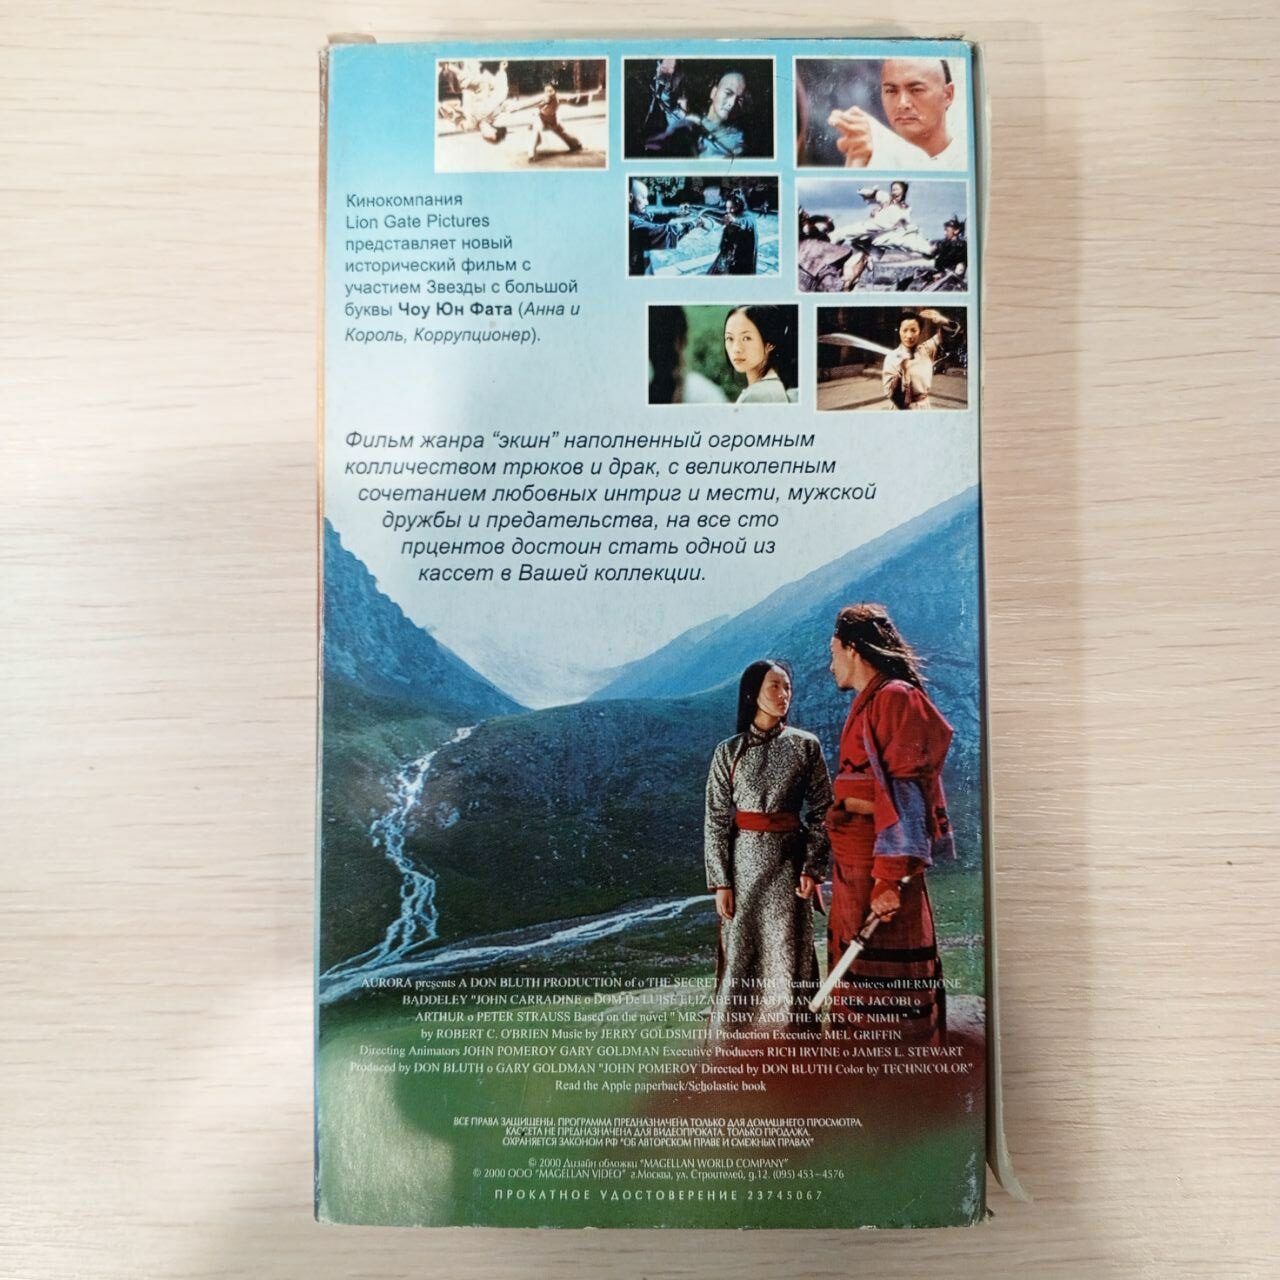 Кинокомпания
Lion Gate Pictures
представляет новый
исторический фильм с
участием Звезды с большой
буквы Чоу Юн Фата (Анна и
Король, Коррупционер).
Фильм жанра “экшн” наполненный огромным
колличеством трюков и драк, с великолепным
сочетанием любовных интриг и мести, мужской
дружбы и предательства, на все сто
прцентов достоин стать одной из
кассет в Вашей коллекции.
AURORA presents A DON BLUTH PRODUCTION of o THE SECRET OF N1MH" featuring the voices ofHERMIONE
BADDELEY "JOHN CARRADINE o DOM De LUISE ELIZABETH HARTMAN o DEREK JACOBI o
ARTHUR o PETER STRAUSS Based on the novel " MRS. FRISBY AND THE RATS OF NIMH "
by ROBERT C. O'BRIEN Music by JERRY GOLDSMITH Production Executive MEL GRIFFIN
Directing Animators JOHN POMEROY GARY GOLDMAN Executive Producers RICH IRVINE o JAMES L. STEWART
Produced by DON BLUTH o GARY GOLDMAN "JOHN POMEROY Directed by DON BLUTH Color by TECHNICOLOR"
Read the Apple paperback/Scholastic book
ВСЕ ПРАВА ЗАЩИЩЕНЫ. ПРОГРАММА ПРЕДНАЗНАЧЕНА ТОЛЬКО ДЛЯ ДОМАШНЕГО ПРОСМОТРА.
КАССЕТА НЕ ПРЕДНАЗНАЧЕНА ДЛЯ ВИДЕОПРОКАТА. ТОЛЬКО ПРОДАЖА.
ОХРАНЯЕТСЯ ЗАКОНОМ РФ "ОБ АВТОРСКОМ ПРАВЕ И СМЕЖНЫХ ПРАВАХ"
© 2000 Дизайн обложки "MAGELLAN WORLD COMPANY"
© 2000 ООО "MAGELLAN VIDEO" г.Москва, ул. Строителей, д.12. (095) 453-4576
ПРОКАТНОЕ УДОСТОВЕРЕНИЕ 23745067